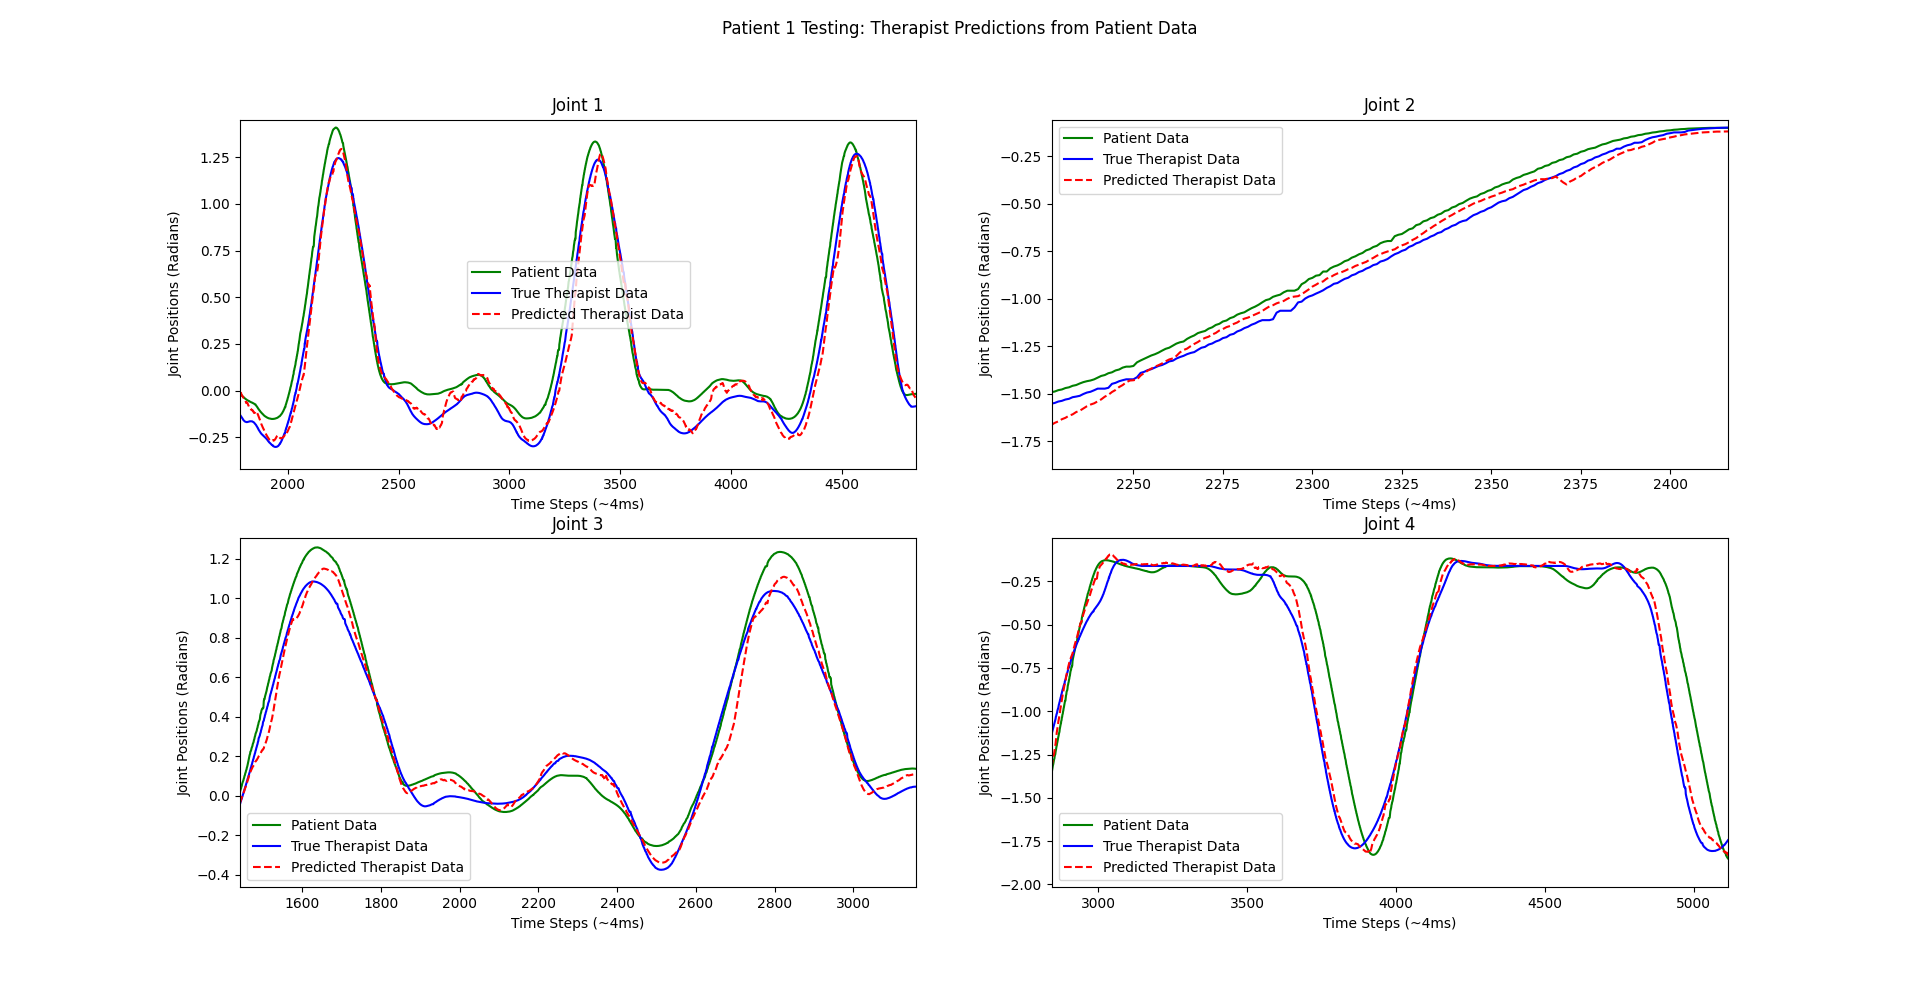 Patient 1 Testing: Therapist Predictions from Patient Data
Joint 1
Joint Positions (Radians)
1.25
1.00
0.75
0.50
0.25
0.00
−0.25
Patient Data
True Therapist Data
Predicted Therapist Data
2000 2500 3000 3500 4000 4500
Time Steps (~4ms)
Joint 2
Joint Positions (Radians)
−0.25
−0.50
−0.75
−1.00
−1.25
−1.50
−1.75
Patient Data
True Therapist Data
Predicted Therapist Data
2250 2275 2300 2325 2350 2375 2400
Time Steps (~4ms)
Joint 3
Joint Positions (Radians)
1.2
1.0
0.8
0.6
0.4
0.2
0.0
−0.2
−0.4
Patient Data
True Therapist Data
Predicted Therapist Data
1600 1800 2000 2200 2400 2600 2800 3000
Time Steps (~4ms)
Joint 4
Joint Positions (Radians)
−0.25
−0.50
−0.75
−1.00
−1.25
−1.50
−1.75
−2.00
Patient Data
True Therapist Data
Predicted Therapist Data
3000 3500 4000 4500 5000
Time Steps (~4ms)